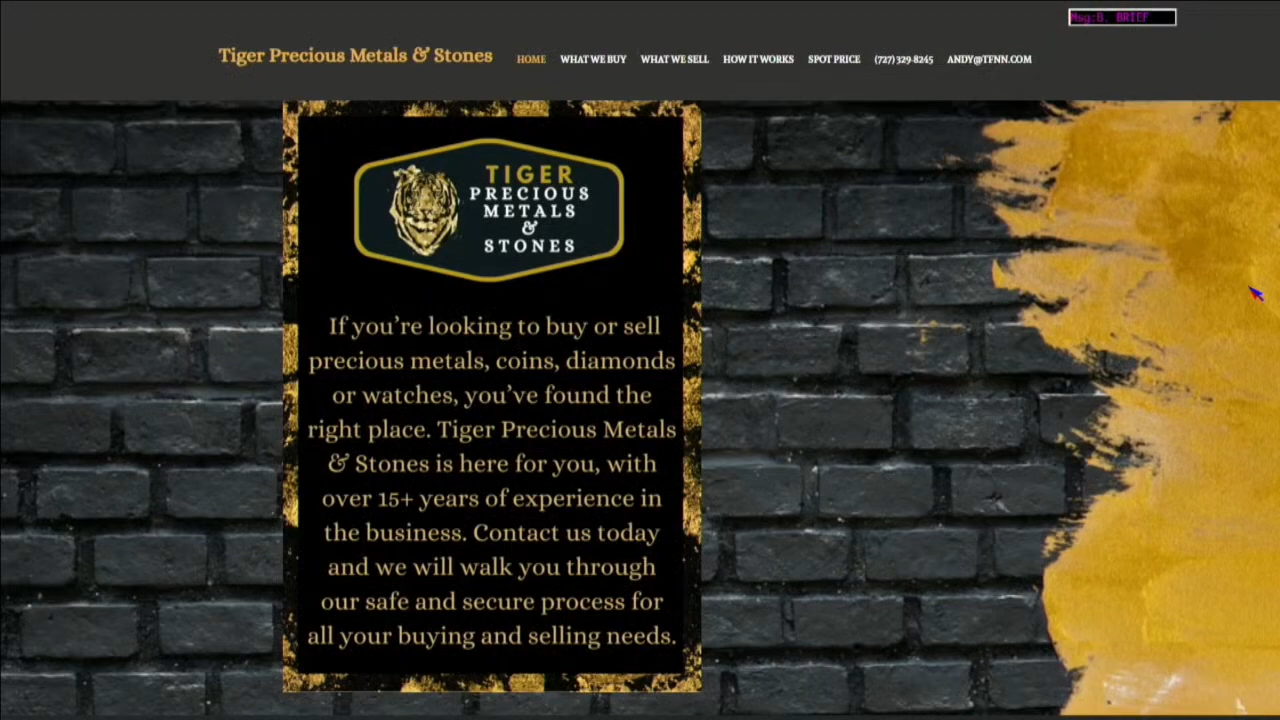 Msg:B, BRIEF
Tiger Precious Metals & Stones
HOME WHAT WE BUY WHAT WE SELL HOW IT WORKS SPOT PRICE (727) 329-8245 ANDY@TFNN.COM
TIGER
PRECIOUS
METALS
&
STONES
If you're looking to buy or sell
precious metals, coins, diamonds
or watches, you've found the
right place. Tiger Precious Metals
& Stones is here for you, with
over 15+ years of experience in
the business. Contact us today
and we will walk you through
our safe and secure process for
all your buying and selling needs.